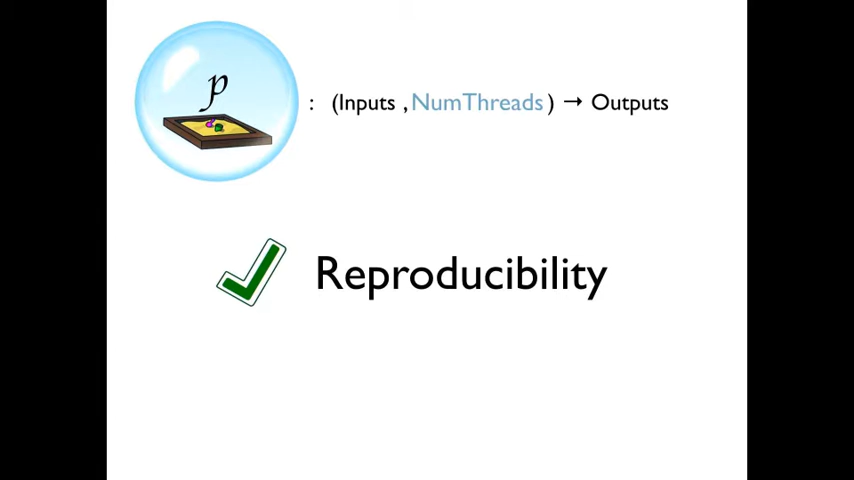 p : (Inputs , NumThreads ) → Outputs
Reproducibility